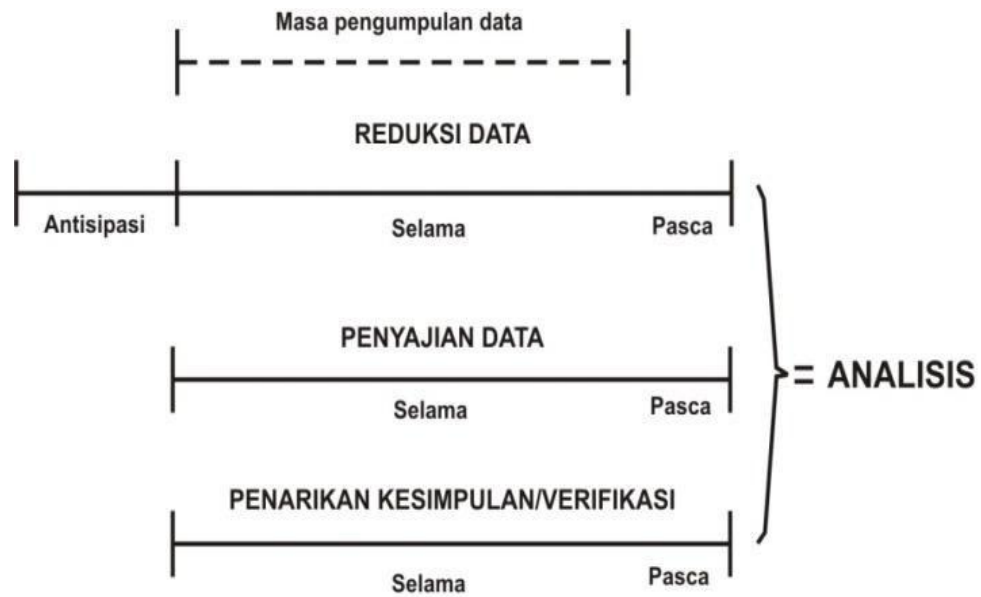 Masa pengumpulan data
REDUKSI DATA
Antisipasi
Selama
Pasca
PENYAJIAN DATA
Selama
Pasca
= ANALISIS
PENARIKAN KESIMPULAN/VERIFIKASI
Selama
Pasca